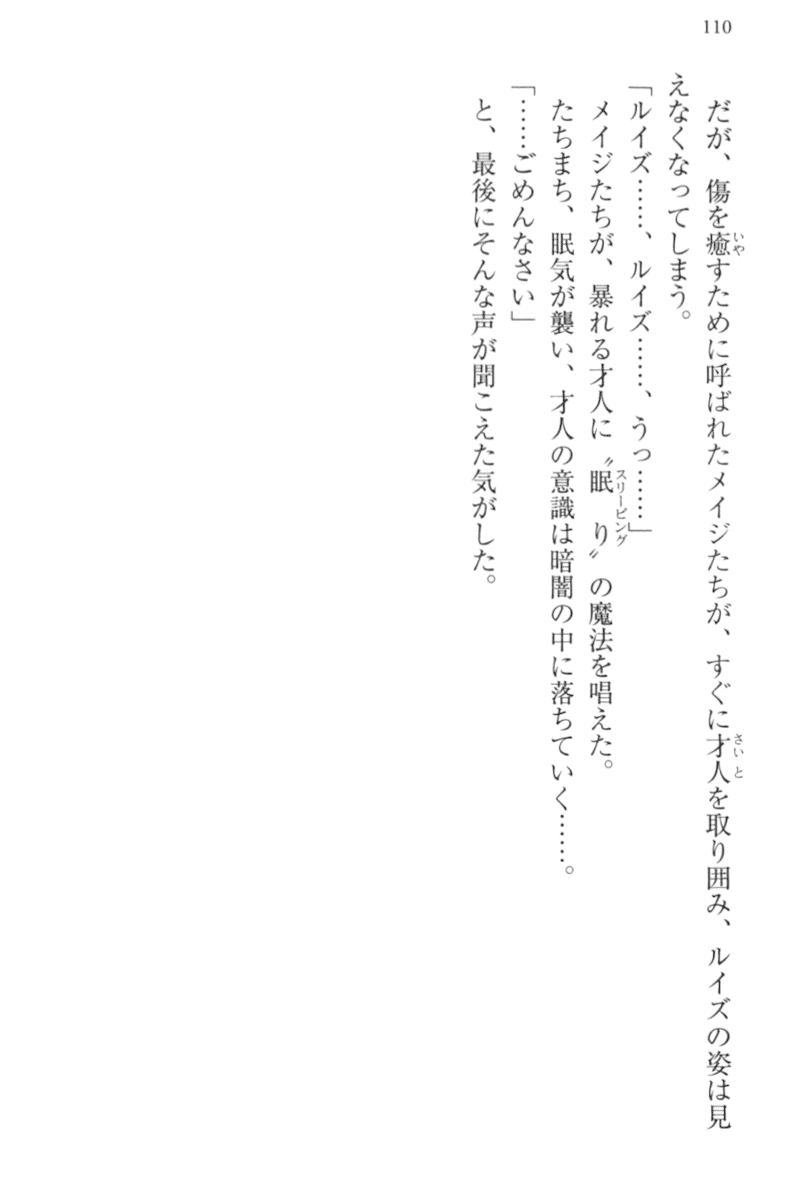 110
だが、傷を癒すために呼ばれたメイジたちが、すぐに才人を取り囲み、ルイズの姿は見
えなくなってしまう。
「ルイズ……、ルイズ……、うっ……」
メイジたちが、暴れる才人に〝眠り〟の魔法を唱えた。
たちまち、眠気が襲い、才人の意識は暗闇の中に落ちていく……。
「……ごめんなさい」
と、最後にそんな声が聞こえた気がした。
いや
さいと
スリーピング